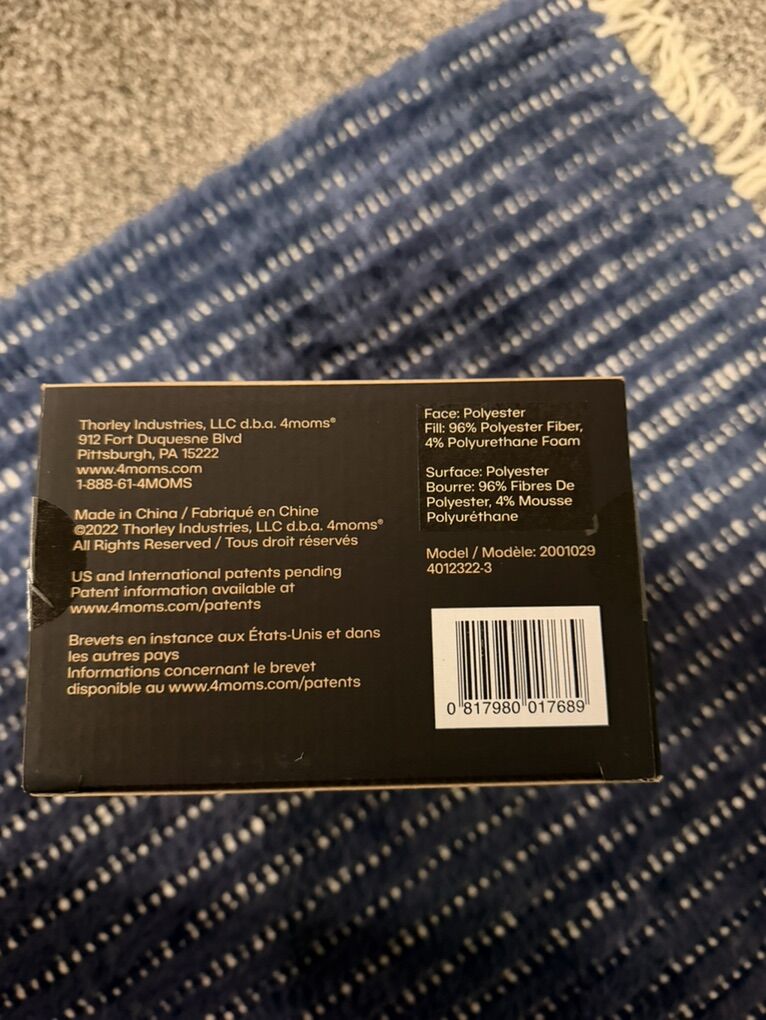 Thorley Industries, LLC d.b.a. 4moms®
912 Fort Duquesne Blvd
Pittsburgh, PA 15222
www.4moms.com
1-888-61-4MOMS
Made in China / Fabriqué en Chine
©2022 Thorley Industries, LLC d.b.a. 4moms®
All Rights Reserved / Tous droit réservés
US and International patents pending
Patent information available at
www.4moms.com/patents
Brevets en instance aux États-Unis et dans
les autres pays
Informations concernant le brevet
disponible au www.4moms.com/patents
Face: Polyester
Fill: 96% Polyester Fiber,
4% Polyurethane Foam
Surface: Polyester
Bourre: 96% Fibres De
Polyester, 4% Mousse
Polyuréthane
Model / Modèle: 2001029
4012322-3
0 817980 017689